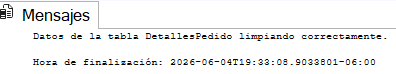 Mensajes
Datos de la tabla DetallesPedido limpiando correctamente.
Hora de finalización: 2026-06-04T19:33:08.9033801-06:00